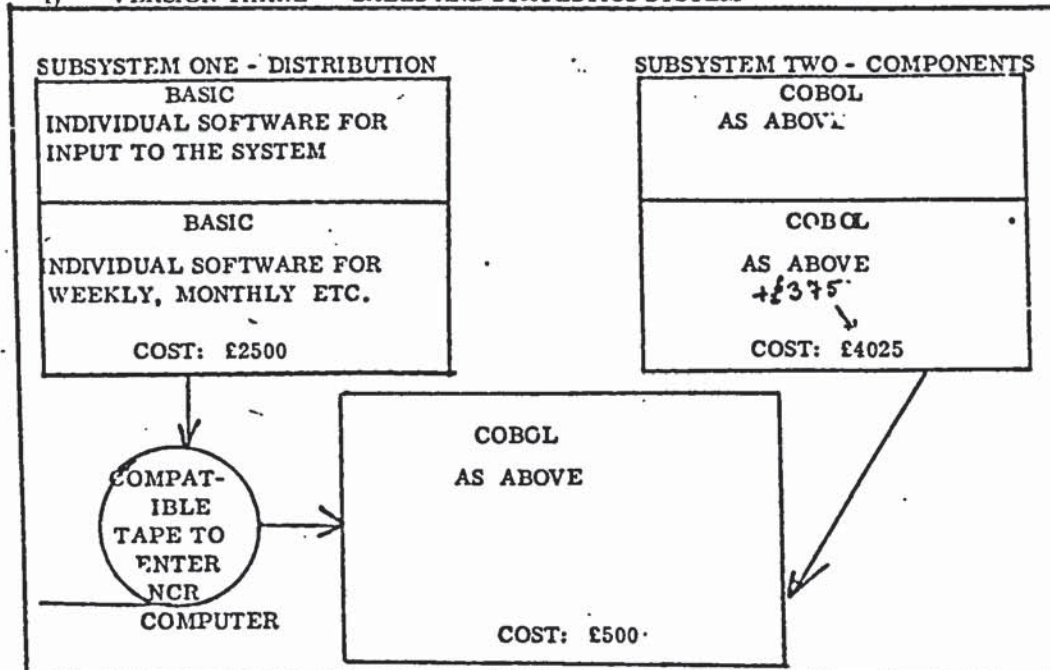 SUBSYSTEM ONE - DISTRIBUTION
BASIC
INDIVIDUAL SOFTWARE FOR
INPUT TO THE SYSTEM
BASIC
NDIVIDUAL SOFTWARE FOR
WEEKLY, MONTHLY ETC.
COST: £2500
SUBSYSTEM TWO - COMPONENTS
COBOL
AS ABOVE
COBOL
AS ABOVE
+£375
COST: £4025
COMPAT-
IBLE
TAPE TO
ENTER
NCR
COMPUTER
COBOL
AS ABOVE
COST: £500